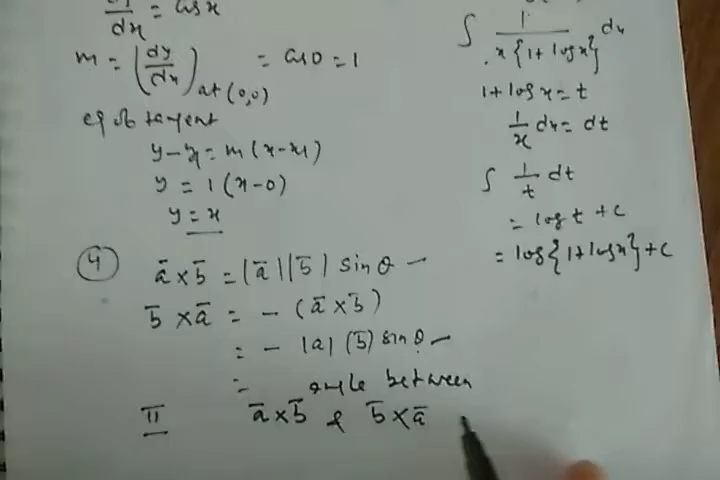 dy/dx = cos x
m = (dy/dx) at (0,0) = cos 0 = 1
eq of tangent
y - y1 = m (x - x1)
y = 1 (x - 0)
y = x
④ a̅ × b̅ = |a̅| |b̅| sin θ -
b̅ × a̅ = - (a̅ × b̅)
= - |a| |b̅| sin θ -
= angle between
π a̅ × b̅ & b̅ × a̅
∫ 1/x{1 + log x} dx
1 + log x = t
1/x dx = dt
∫ 1/t dt
= log t + c
= log{1 + log x} + c